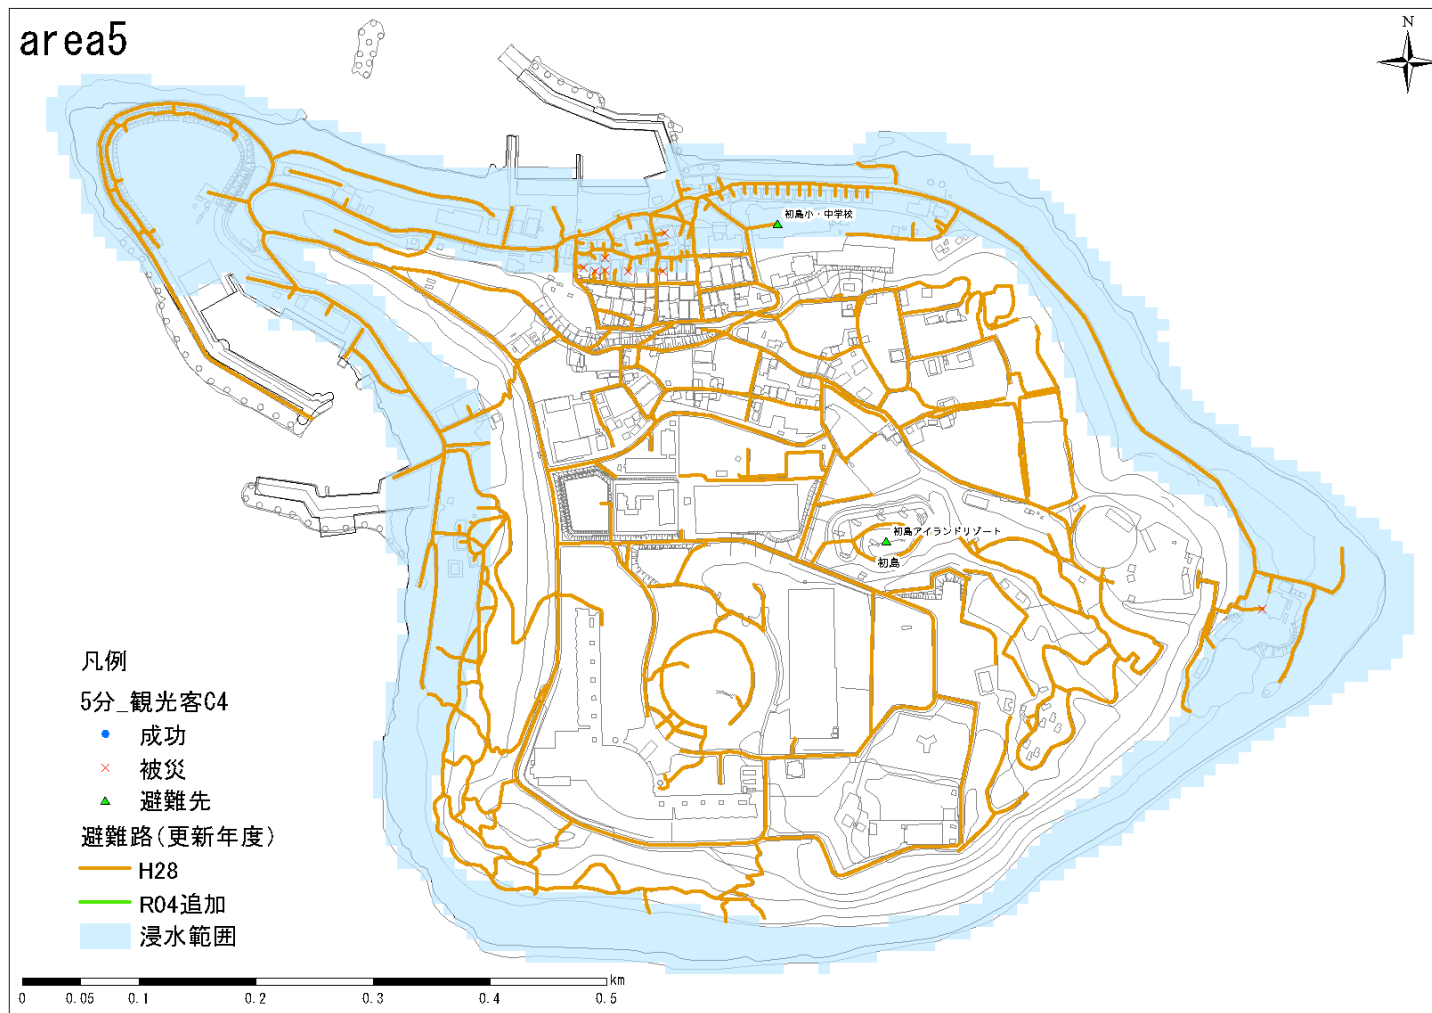 area5
N
初島小・中学校
初島アイランドリゾート
初島
凡例
5分_観光客C4
成功
被災
避難先
避難路(更新年度)
H28
R04追加
浸水範囲
km
0 0.05 0.1 0.2 0.3 0.4 0.5